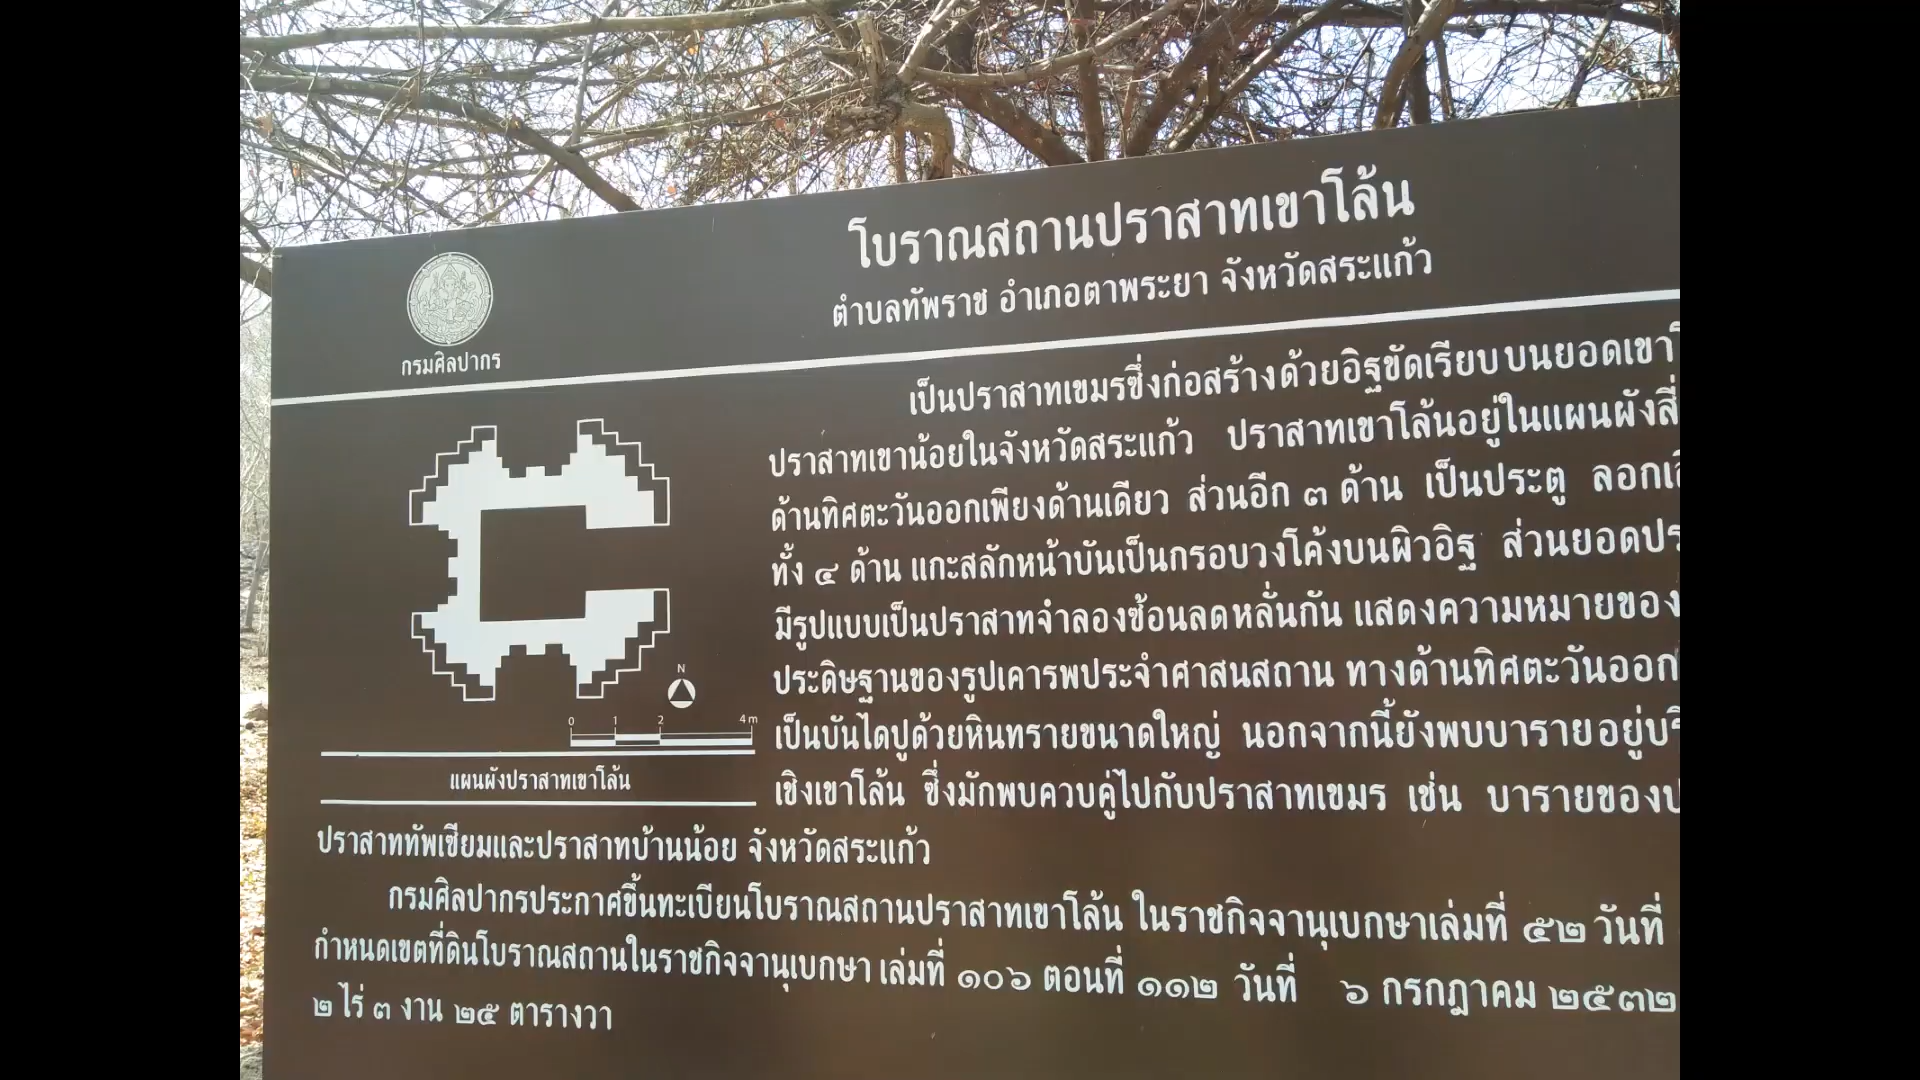 โบราณสถานปราสาทเขาโล้น
ตำบลทัพราช อำเภอตาพระยา จังหวัดสระแก้ว
กรมศิลปากร
เป็นปราสาทเขมรซึ่งก่อสร้างด้วยอิฐขัดเรียบบนยอดเขา
ปราสาทเขาน้อยในจังหวัดสระแก้ว ปราสาทเขาโล้นอยู่ในแผนผังสี่
ด้านทิศตะวันออกเพียงด้านเดียว ส่วนอีก ๓ ด้าน เป็นประตู ลอกเ
ทั้ง ๔ ด้าน แกะสลักหน้าบันเป็นกรอบวงโค้งบนผิวอิฐ ส่วนยอดปร
มีรูปแบบเป็นปราสาทจำลองซ้อนลดหลั่นกัน แสดงความหมายของ
ประดิษฐานของรูปเคารพประจำศาสนสถาน ทางด้านทิศตะวันออก
เป็นบันไดปูด้วยหินทรายขนาดใหญ่ นอกจากนี้ยังพบบารายอยู่บริ
เชิงเขาโล้น ซึ่งมักพบควบคู่ไปกับปราสาทเขมร เช่น บารายของป
N
0 1 2 4 m
แผนผังปราสาทเขาโล้น
ปราสาททัพเซียมและปราสาทบ้านน้อย จังหวัดสระแก้ว
กรมศิลปากรประกาศขึ้นทะเบียนโบราณสถานปราสาทเขาโล้น ในราชกิจจานุเบกษาเล่มที่ ๕๒ วันที่
กำหนดเขตที่ดินโบราณสถานในราชกิจจานุเบกษา เล่มที่ ๑๐๖ ตอนที่ ๑๑๒ วันที่ ๖ กรกฎาคม ๒๕๓๒
๒ ไร่ ๓ งาน ๒๕ ตารางวา